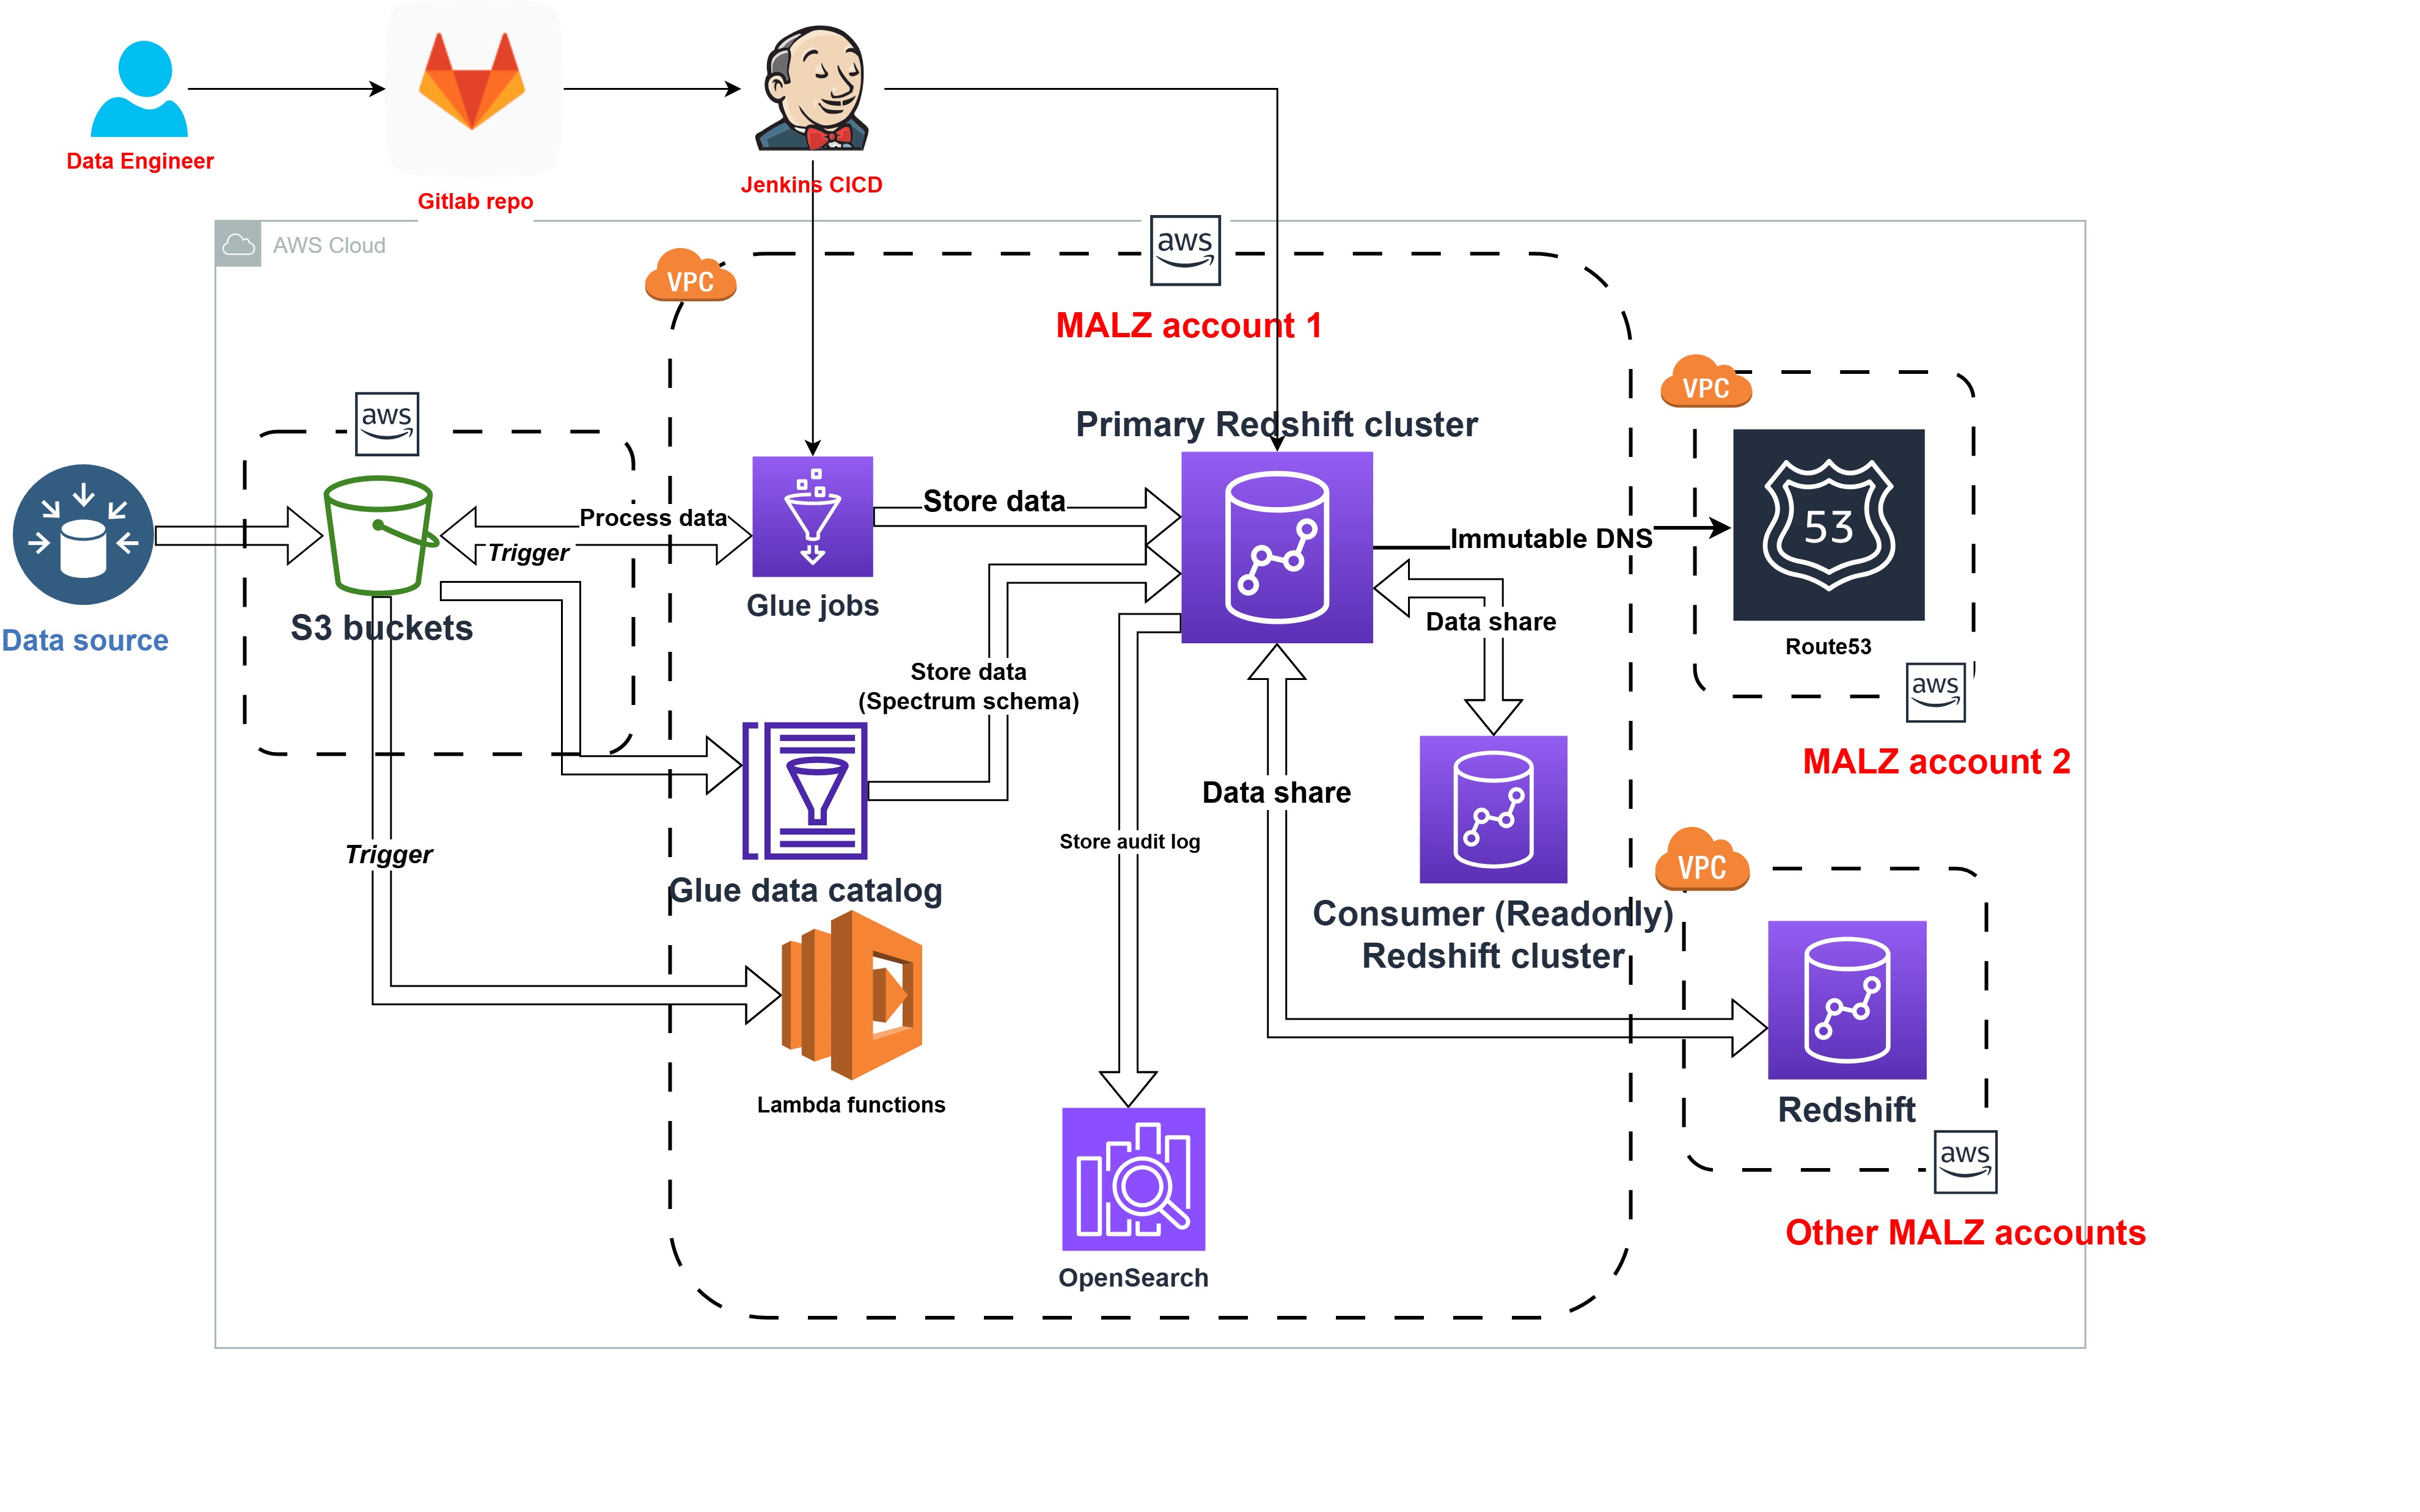 Data Engineer
Gitlab repo
Jenkins CICD
AWS Cloud
aws
VPC
MALZ account 1
aws
VPC
Primary Redshift cluster
Data source
S3 buckets
Process data
Trigger
Glue jobs
Store data
Immutable DNS
53
Route53
Data share
aws
MALZ account 2
Store data
(Spectrum schema)
Data share
Store audit log
Trigger
Glue data catalog
VPC
Consumer (Readonly)
Redshift cluster
Lambda functions
Redshift
aws
Other MALZ accounts
OpenSearch